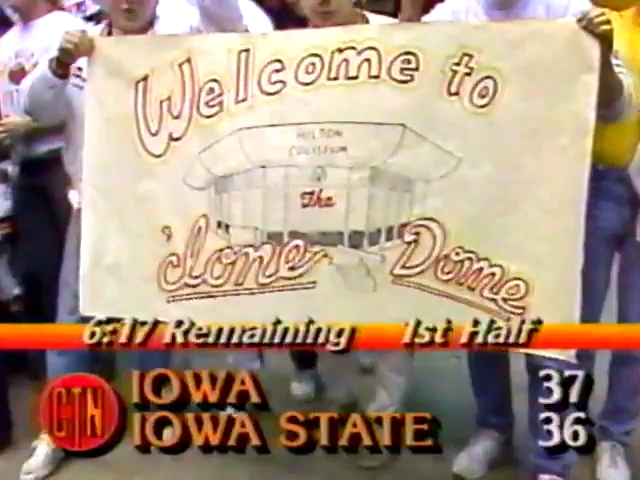 Welcome to
HILTON
COLISEUM
The
'clone Dome
6:17 Remaining 1st Half
CTN
IOWA 37
IOWA STATE 36